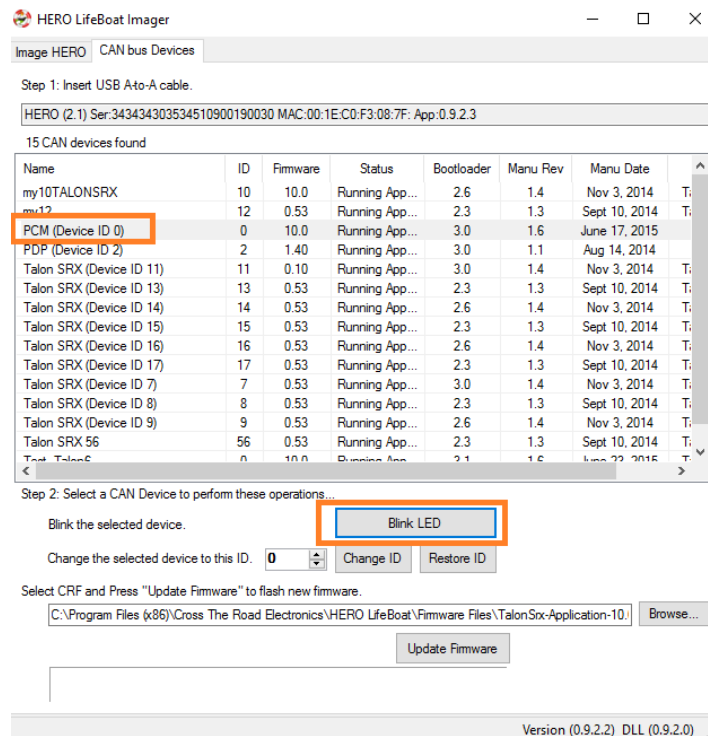 HERO LifeBoat Imager
Image HERO CAN bus Devices
Step 1: Insert USB A-to-A cable.
HERO (2.1) Ser:343434303534510900190030 MAC:00:1E:C0:F3:08:7F: App:0.9.2.3
15 CAN devices found
Name ID Firmware Status Bootloader Manu Rev Manu Date
my10TALONSRX 10 10.0 Running App... 2.6 1.4 Nov 3, 2014
my12 12 0.53 Running App... 2.3 1.3 Sept 10, 2014
PCM (Device ID 0) 0 10.0 Running App... 3.0 1.6 June 17, 2015
PDP (Device ID 2) 2 1.40 Running App... 3.0 1.1 Aug 14, 2014
Talon SRX (Device ID 11) 11 0.10 Running App... 3.0 1.4 Nov 3, 2014
Talon SRX (Device ID 13) 13 0.53 Running App... 2.3 1.3 Sept 10, 2014
Talon SRX (Device ID 14) 14 0.53 Running App... 2.6 1.4 Nov 3, 2014
Talon SRX (Device ID 15) 15 0.53 Running App... 2.3 1.3 Sept 10, 2014
Talon SRX (Device ID 16) 16 0.53 Running App... 2.6 1.4 Nov 3, 2014
Talon SRX (Device ID 17) 17 0.53 Running App... 2.3 1.3 Sept 10, 2014
Talon SRX (Device ID 7) 7 0.53 Running App... 3.0 1.4 Nov 3, 2014
Talon SRX (Device ID 8) 8 0.53 Running App... 2.3 1.3 Sept 10, 2014
Talon SRX (Device ID 9) 9 0.53 Running App... 2.6 1.4 Nov 3, 2014
Talon SRX 56 56 0.53 Running App... 2.3 1.3 Sept 10, 2014
Test_Talon6 0 10.0 Running App... 2.1 1.6 June 23, 2015
Step 2: Select a CAN Device to perform these operations...
Blink the selected device. Blink LED
Change the selected device to this ID. 0 Change ID Restore ID
Select CRF and Press "Update Firmware" to flash new firmware.
C:\Program Files (x86)\Cross The Road Electronics\HERO LifeBoat\Firmware Files\TalonSrx-Application-10. Browse...
Update Firmware
Version (0.9.2.2) DLL (0.9.2.0)